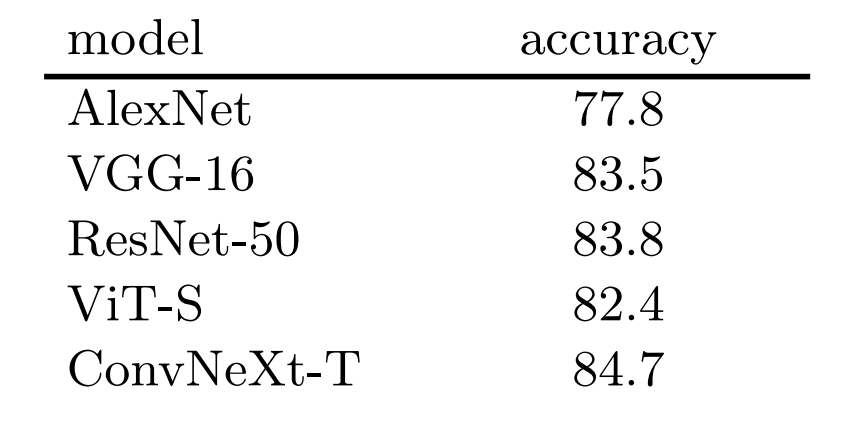 model accuracy
AlexNet 77.8
VGG-16 83.5
ResNet-50 83.8
ViT-S 82.4
ConvNeXt-T 84.7